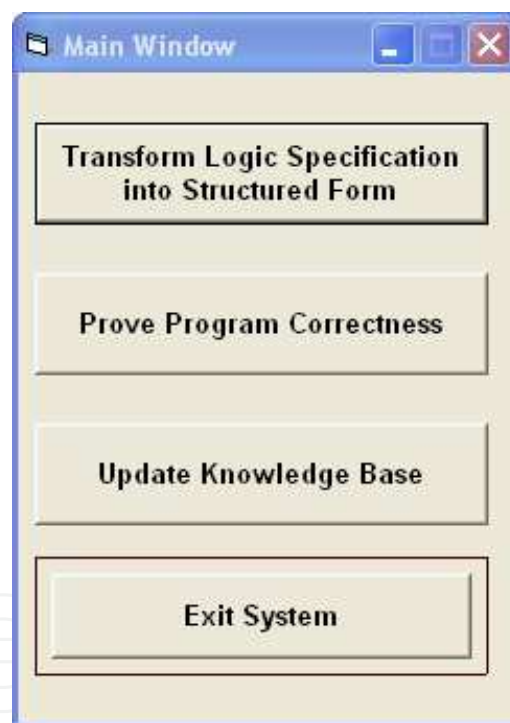 Main Window
Transform Logic Specification
into Structured Form
Prove Program Correctness
Update Knowledge Base
Exit System